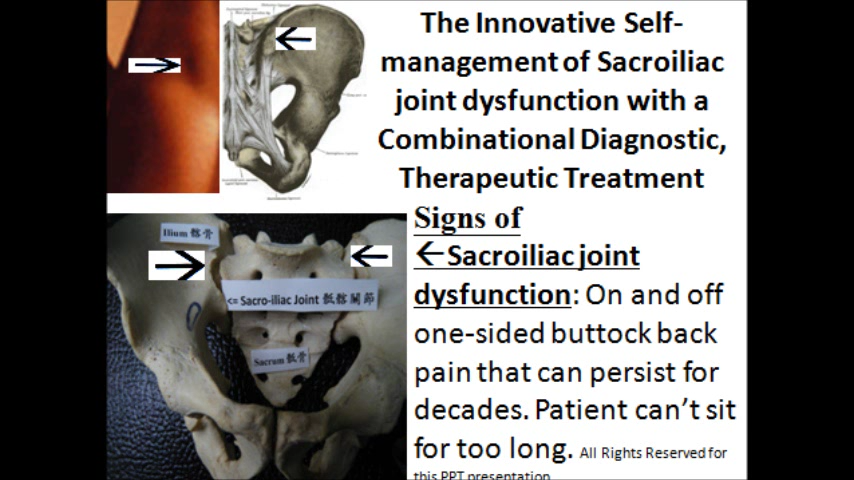 The Innovative Self-
management of Sacroiliac
joint dysfunction with a
Combinational Diagnostic,
Therapeutic Treatment
Signs of
←Sacroiliac joint
dysfunction: On and off
one-sided buttock back
pain that can persist for
decades. Patient can’t sit
for too long. All Rights Reserved for
this PPT presentation
Ilium 髂骨
<= Sacro-iliac Joint 骶髂關節
Sacrum 骶骨